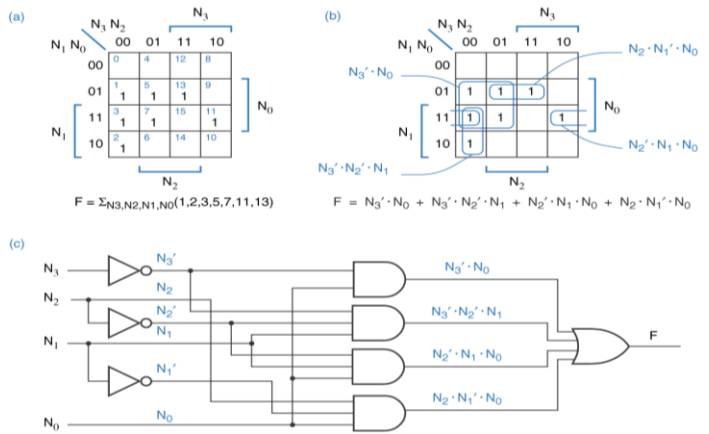 (a)
N3
N3 N2
N1 N0
00 01 11 10
00
0 4 12 8
01
1 5 13 9
1 1 1
11
3 7 15 11
1 1 1
10
2 6 14 10
1
N1
N0
N2
F = ΣN3,N2,N1,N0(1,2,3,5,7,11,13)
(b)
N3
N3 N2
N1 N0
00 01 11 10
N2 · N1′ · N0
00
N3′ · N0
01 1 1 1
N0
11 1 1 1
N1
10 1
N2′ · N1 · N0
N3′ · N2′ · N1
N2
F = N3′ · N0 + N3′ · N2′ · N1 + N2′ · N1 · N0 + N2 · N1′ · N0
(c)
N3
N3′
N3′ · N0
N2
N2
N2′
N3′ · N2′ · N1
N1
N1
F
N2′ · N1 · N0
N1′
N2 · N1′ · N0
N0
N0